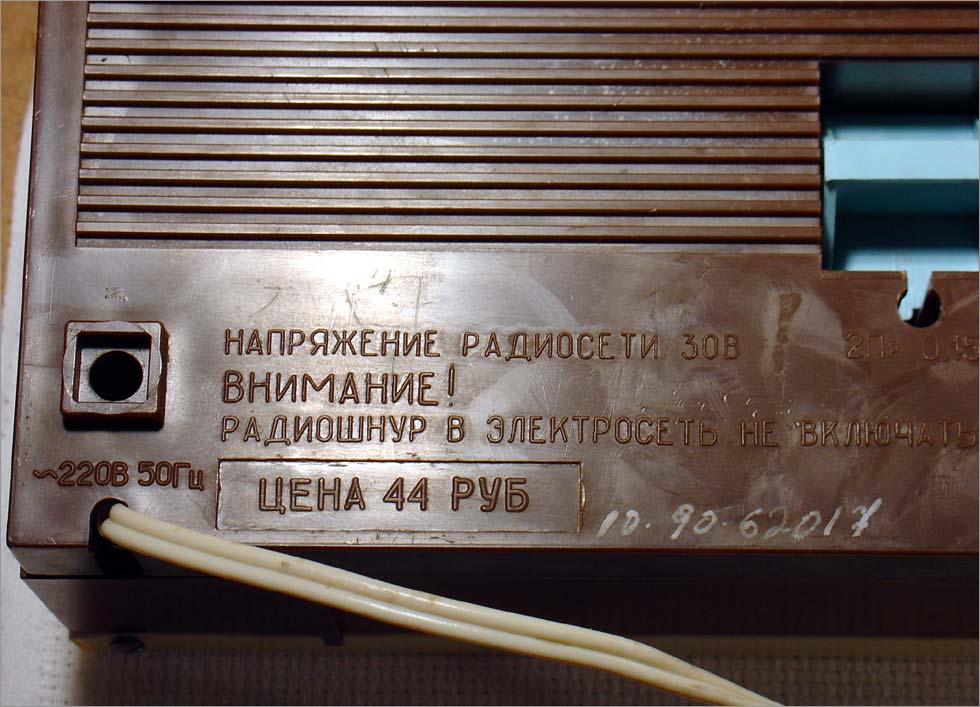 НАПРЯЖЕНИЕ РАДИОСЕТИ 30В
ВНИМАНИЕ!
РАДИОШНУР В ЭЛЕКТРОСЕТЬ НЕ ВКЛЮЧАТЬ
~220В 50Гц
ЦЕНА 44 РУБ
10.90.62017